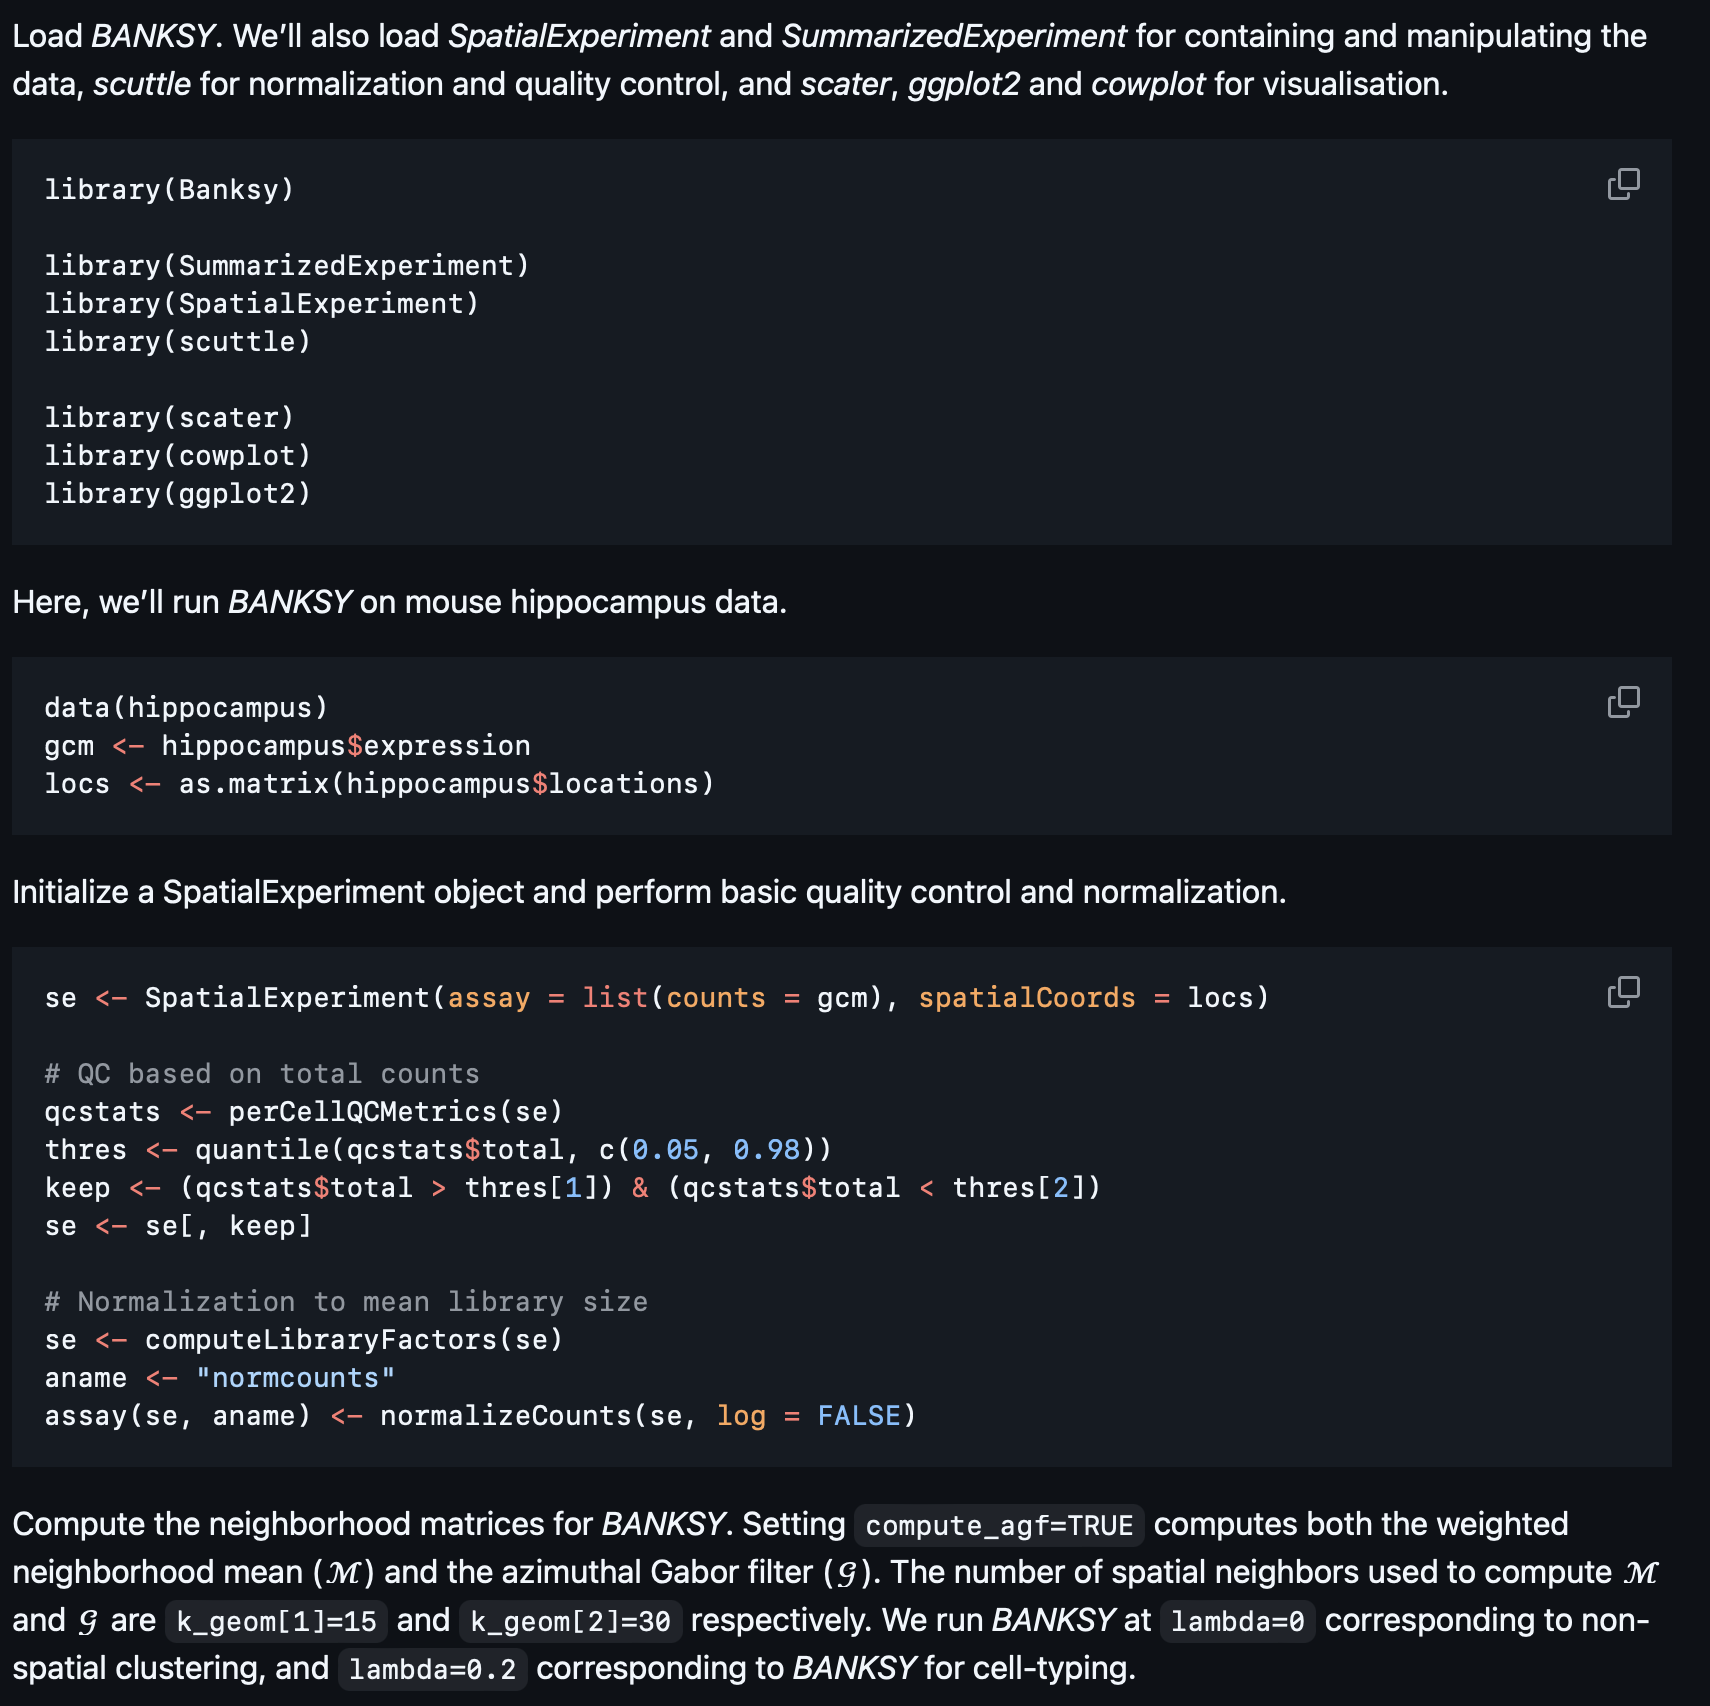 Load BANKSY. We’ll also load SpatialExperiment and SummarizedExperiment for containing and manipulating the
data, scuttle for normalization and quality control, and scater, ggplot2 and cowplot for visualisation.
library(Banksy)
library(SummarizedExperiment)
library(SpatialExperiment)
library(scuttle)
library(scater)
library(cowplot)
library(ggplot2)
Here, we’ll run BANKSY on mouse hippocampus data.
data(hippocampus)
gcm <- hippocampus$expression
locs <- as.matrix(hippocampus$locations)
Initialize a SpatialExperiment object and perform basic quality control and normalization.
se <- SpatialExperiment(assay = list(counts = gcm), spatialCoords = locs)
# QC based on total counts
qcstats <- perCellQCMetrics(se)
thres <- quantile(qcstats$total, c(0.05, 0.98))
keep <- (qcstats$total > thres[1]) & (qcstats$total < thres[2])
se <- se[, keep]
# Normalization to mean library size
se <- computeLibraryFactors(se)
aname <- "normcounts"
assay(se, aname) <- normalizeCounts(se, log = FALSE)
Compute the neighborhood matrices for BANKSY. Setting compute_agf=TRUE computes both the weighted
neighborhood mean (ℳ) and the azimuthal Gabor filter (𝒢). The number of spatial neighbors used to compute ℳ
and 𝒢 are k_geom[1]=15 and k_geom[2]=30 respectively. We run BANKSY at lambda=0 corresponding to non-
spatial clustering, and lambda=0.2 corresponding to BANKSY for cell-typing.